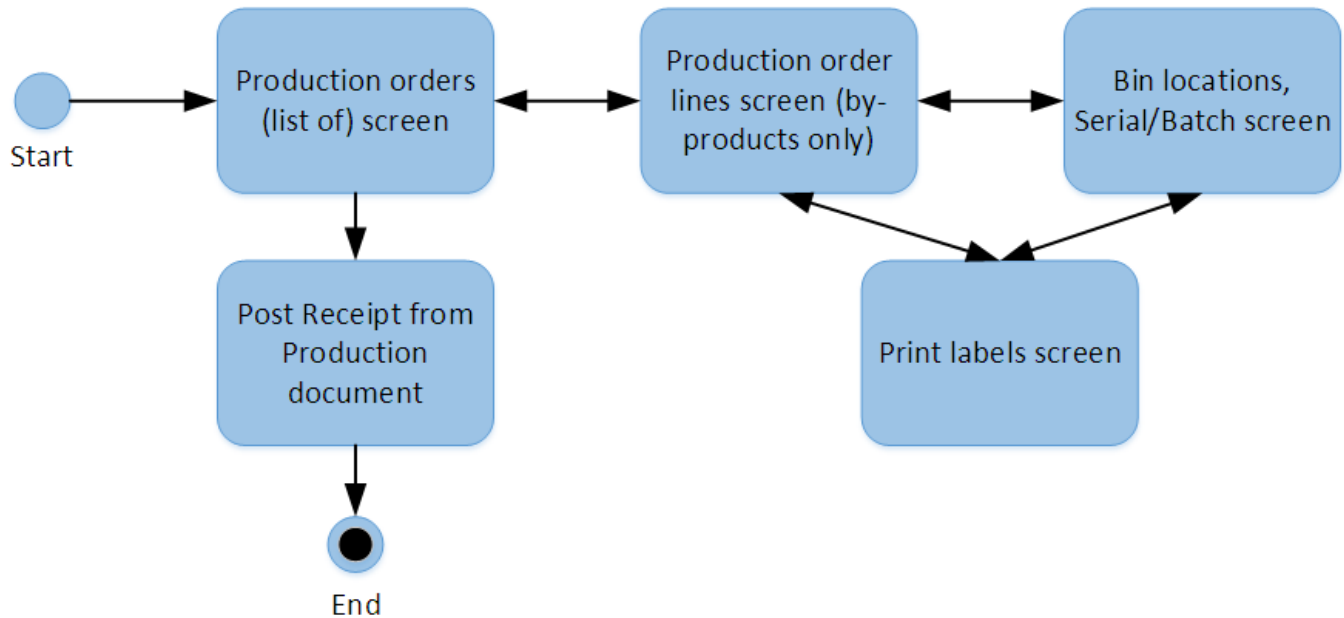 Start
Production orders
(list of) screen
Production order
lines screen (by-
products only)
Bin locations,
Serial/Batch screen
Post Receipt from
Production
document
Print labels screen
End